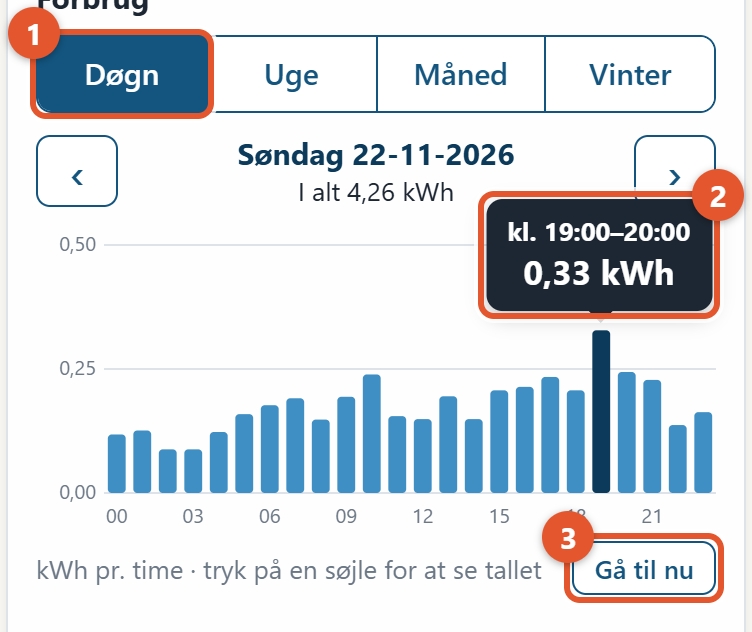 Forbrug
1
Døgn Uge Måned Vinter
‹ Søndag 22-11-2026 ›
I alt 4,26 kWh
2
kl. 19:00–20:00
0,33 kWh
0,50
0,25
0,00
00 03 06 09 12 15 18 21
3
kWh pr. time · tryk på en søjle for at se tallet Gå til nu